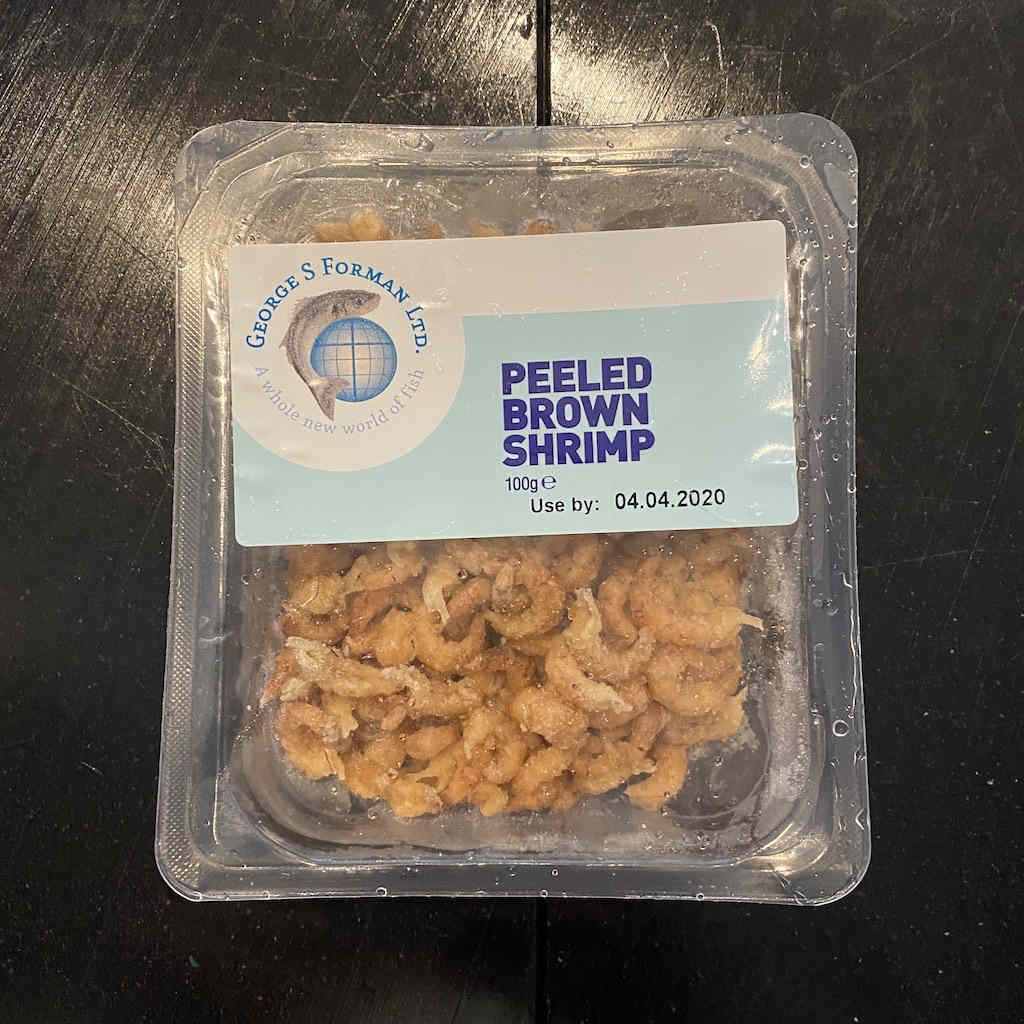 George S Forman Ltd.
A whole new world of fish
PEELED
BROWN
SHRIMP
100g ℮
Use by: 04.04.2020